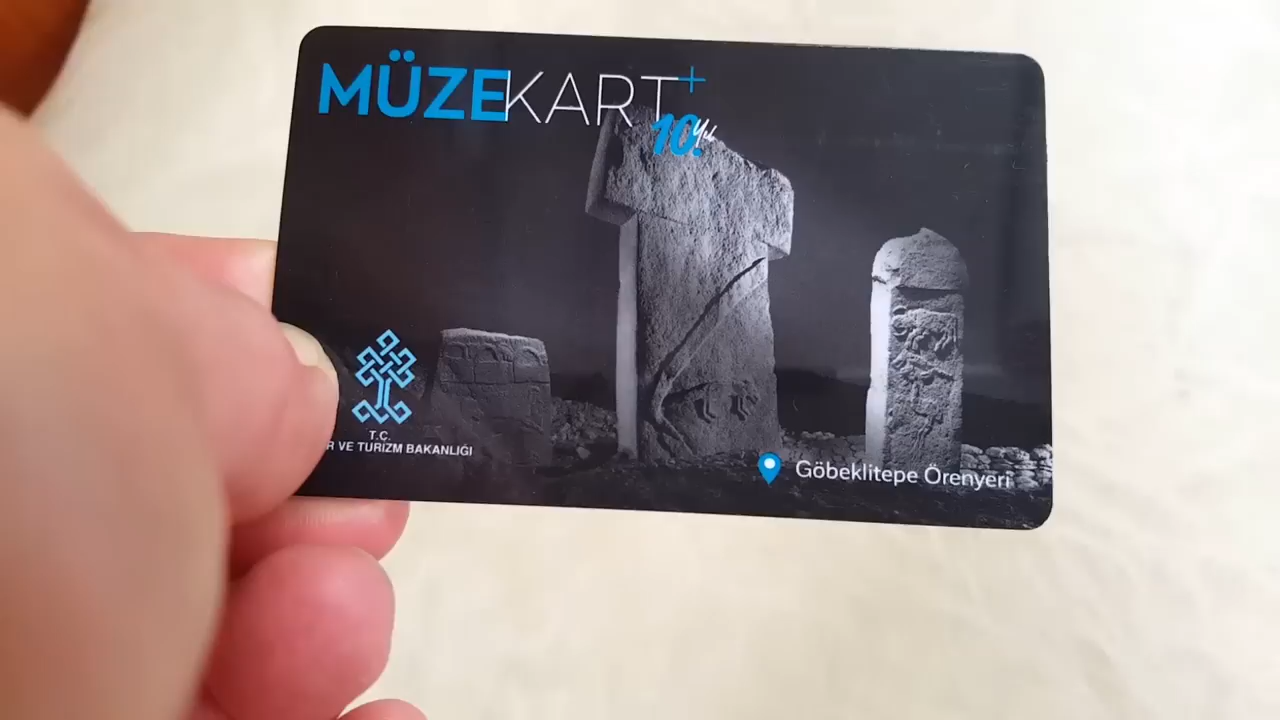 MÜZEKART+
10. Yıl
T.C.
R VE TURİZM BAKANLIĞI
Göbeklitepe Örenyeri